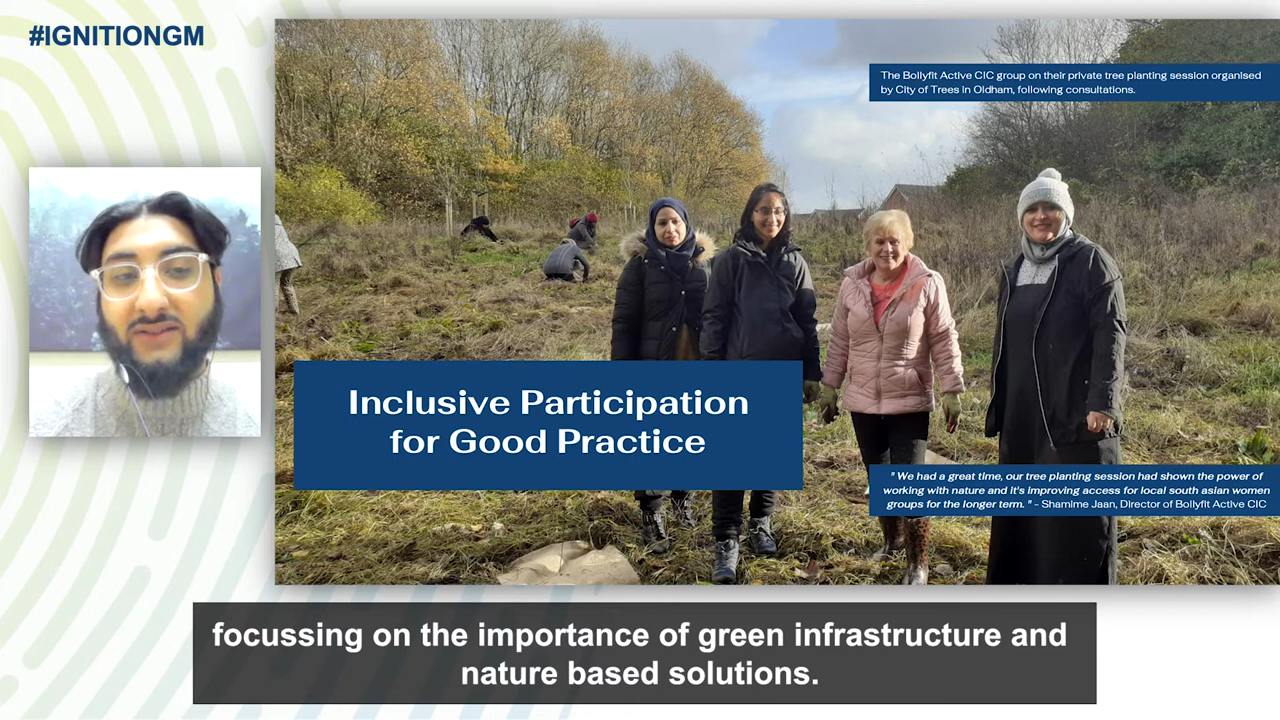 #IGNITIONGM
The Bollyfit Active CIC group on their private tree planting session organised
by City of Trees in Oldham, following consultations.
Inclusive Participation
for Good Practice
" We had a great time, our tree planting session had shown the power of
working with nature and it's improving access for local south asian women
groups for the longer term. " - Shamime Jaan, Director of Bollyfit Active CIC
focussing on the importance of green infrastructure and
nature based solutions.